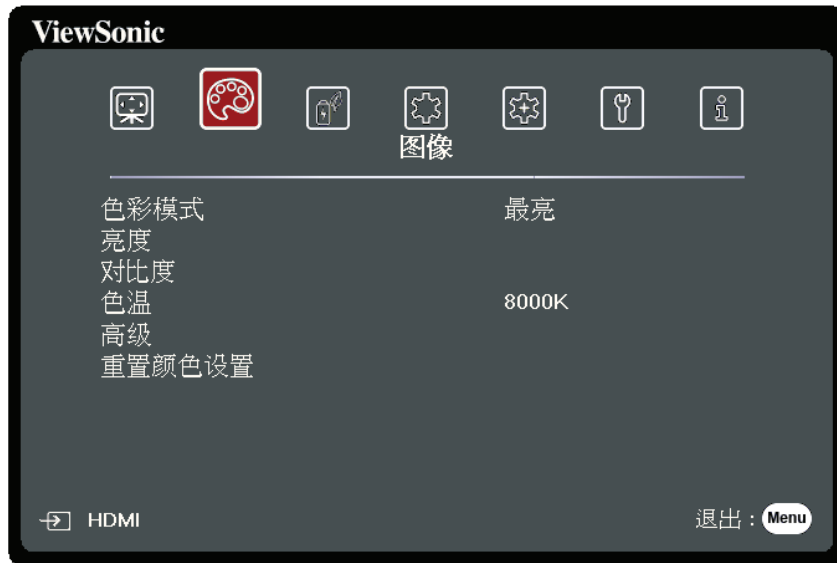 ViewSonic
图像
色彩模式 最亮
亮度
对比度
色温 8000K
高级
重置颜色设置
HDMI 退出：Menu